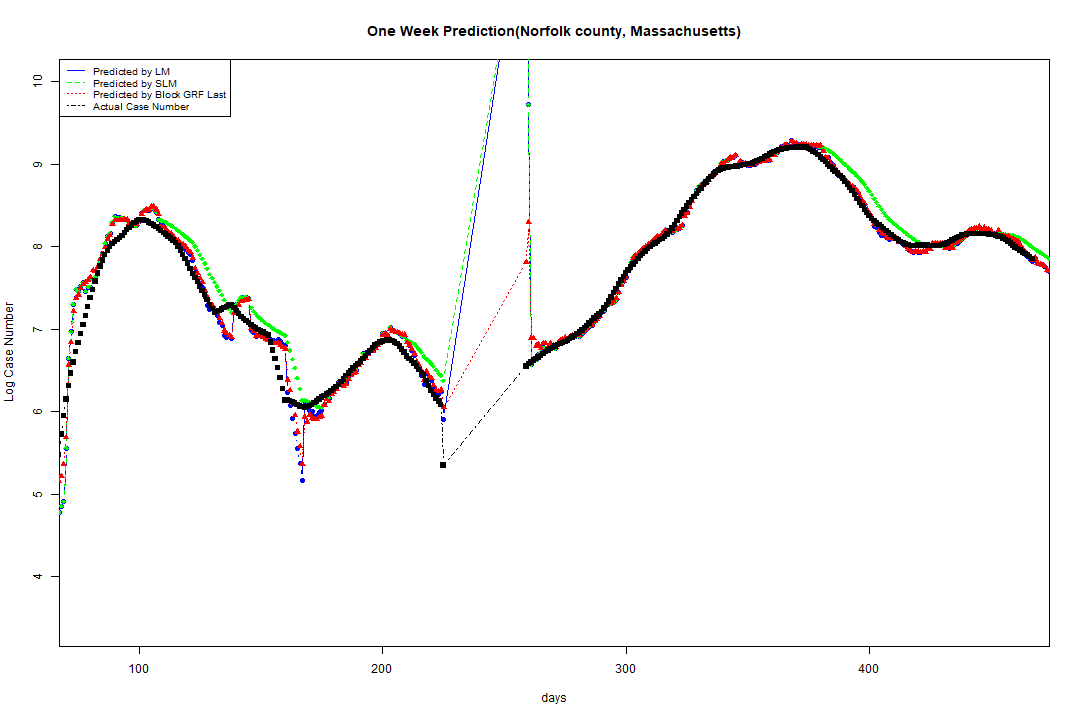 One Week Prediction(Norfolk county, Massachusetts)
Predicted by LM
Predicted by SLM
Predicted by Block GRF Last
Actual Case Number
10
9
8
7
6
5
4
Log Case Number
100 200 300 400
days